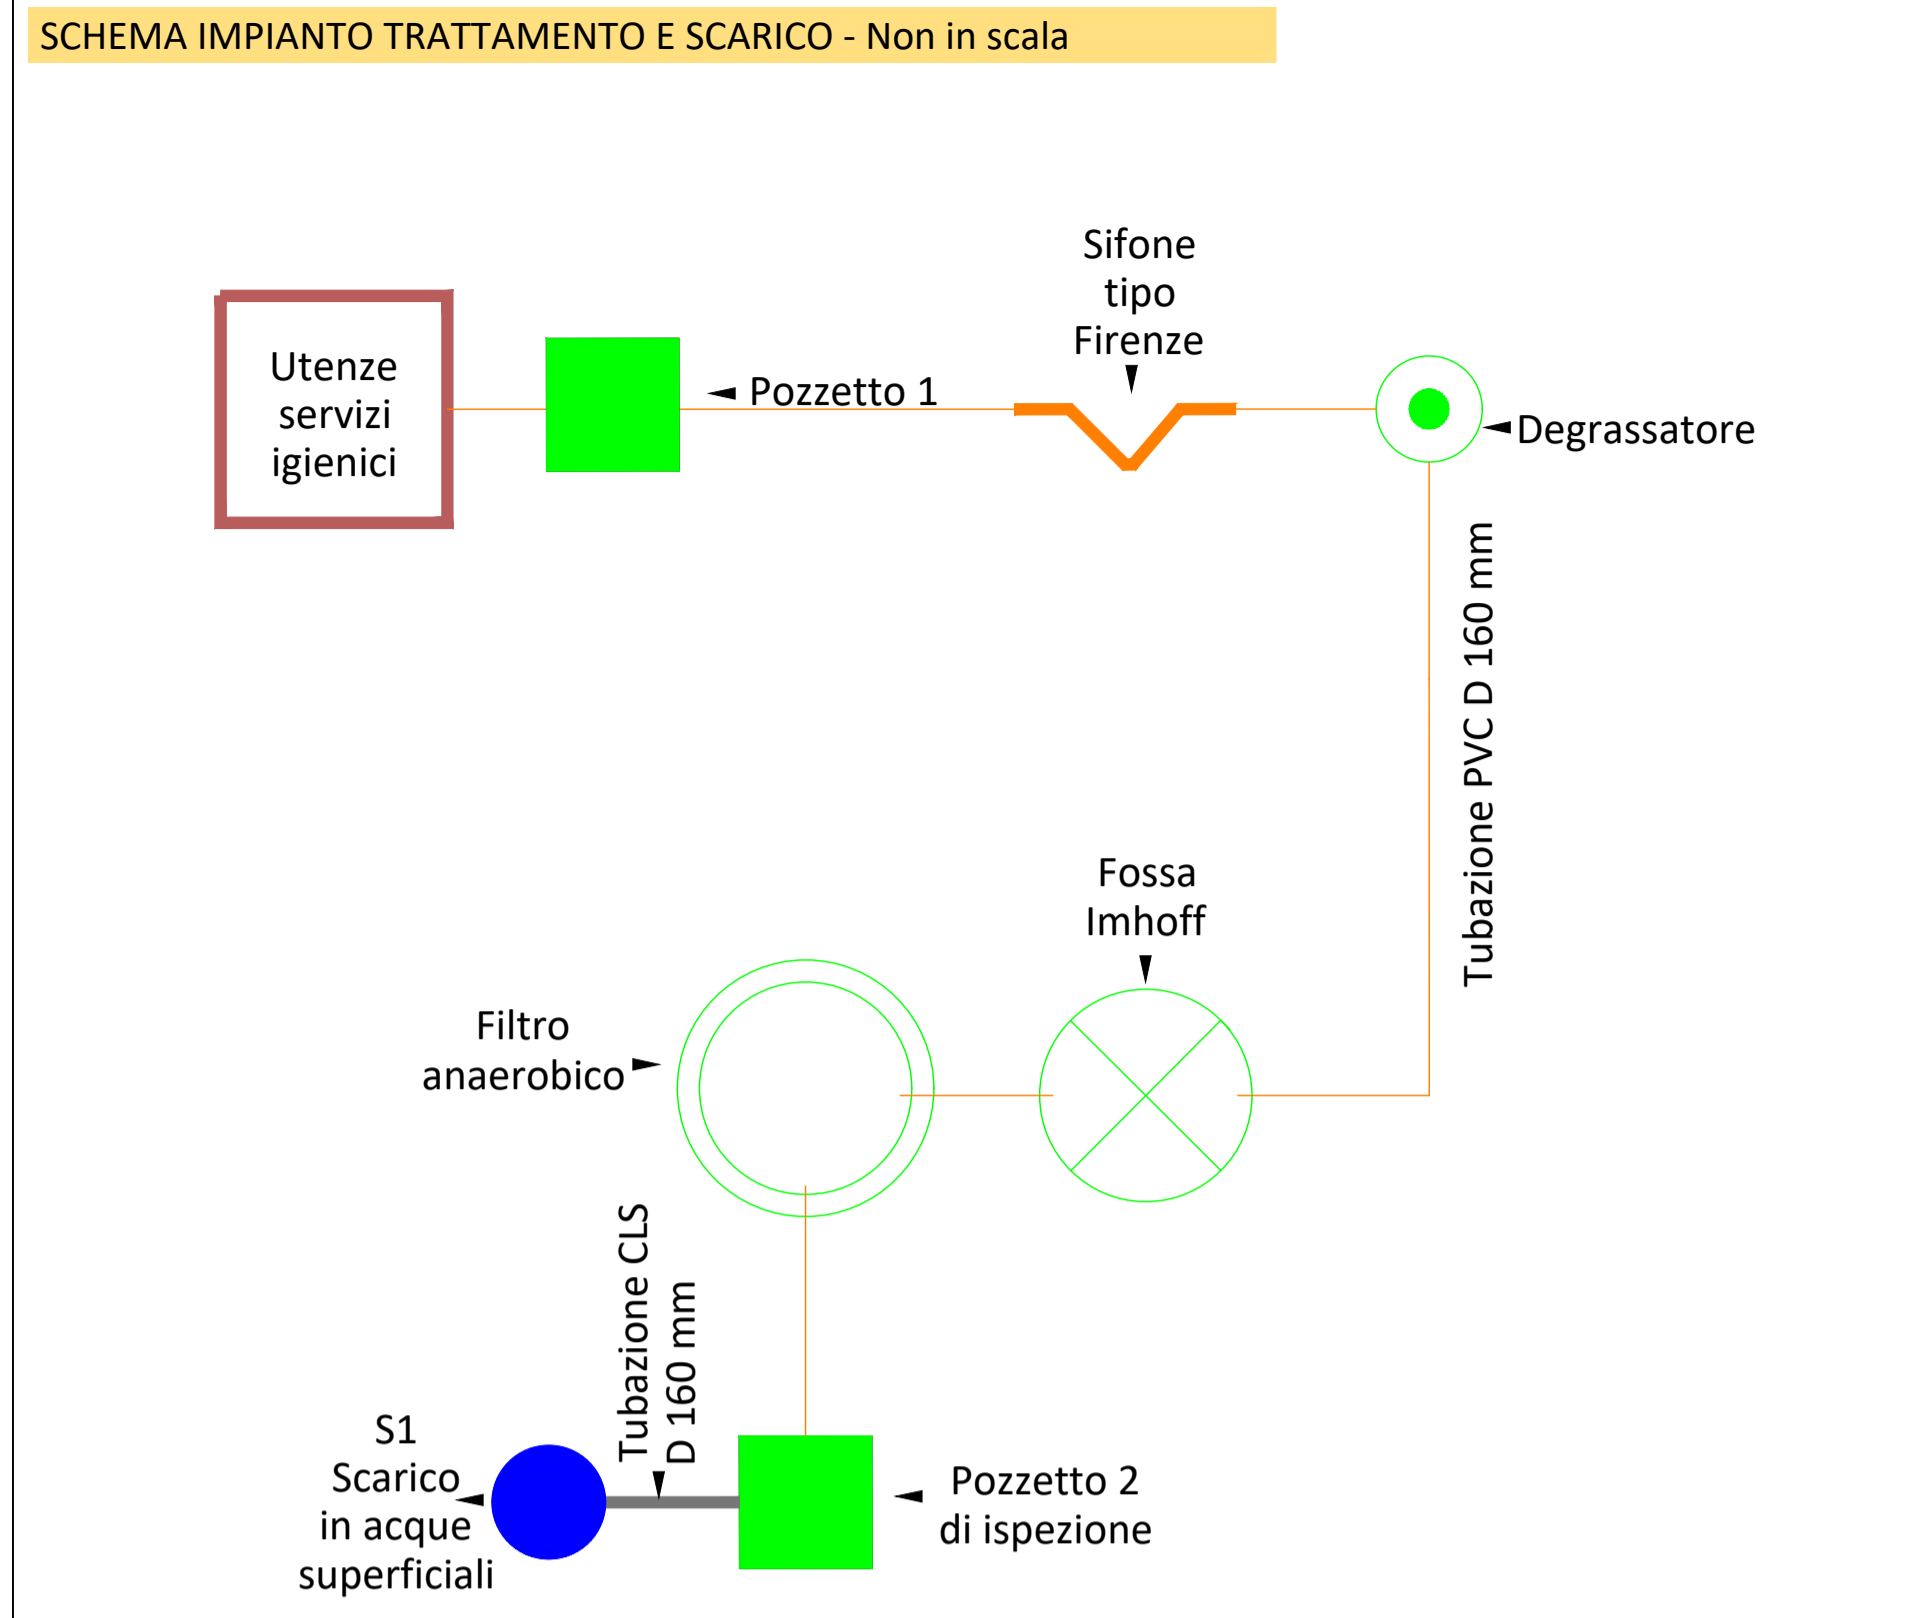 SCHEMA IMPIANTO TRATTAMENTO E SCARICO - Non in scala
Sifone
tipo
Firenze
Utenze
servizi
igienici
Pozzetto 1
Degrassatore
Tubazione PVC D 160 mm
Fossa
Imhoff
Filtro
anaerobico
Tubazione CLS
D 160 mm
S1
Scarico
in acque
superficiali
Pozzetto 2
di ispezione